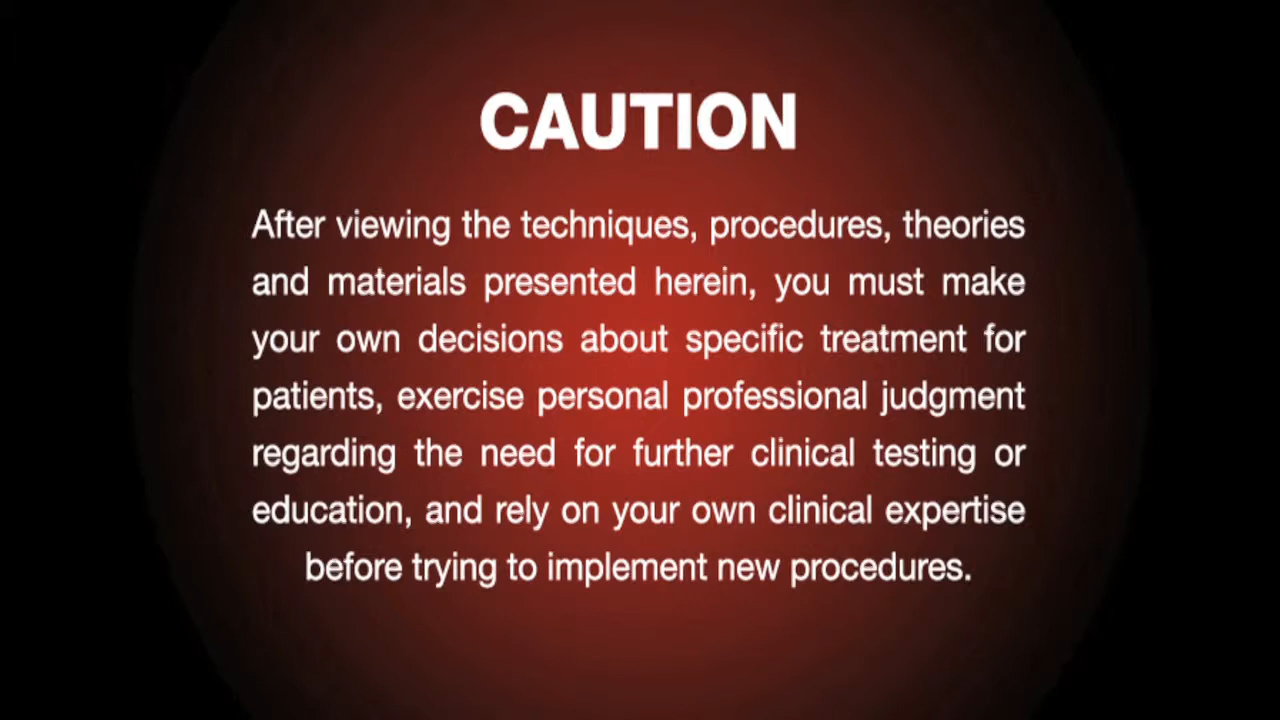 CAUTION
After viewing the techniques, procedures, theories
and materials presented herein, you must make
your own decisions about specific treatment for
patients, exercise personal professional judgment
regarding the need for further clinical testing or
education, and rely on your own clinical expertise
before trying to implement new procedures.